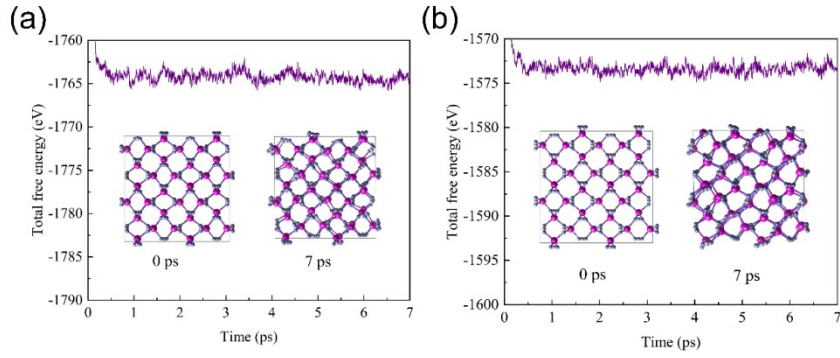 (a)
Total free energy (eV)
-1760
-1765
-1770
-1775
-1780
-1785
-1790
0 ps
7 ps
0 1 2 3 4 5 6 7
Time (ps)
(b)
Total free energy (eV)
-1570
-1575
-1580
-1585
-1590
-1595
-1600
0 ps
7 ps
0 1 2 3 4 5 6 7
Time (ps)